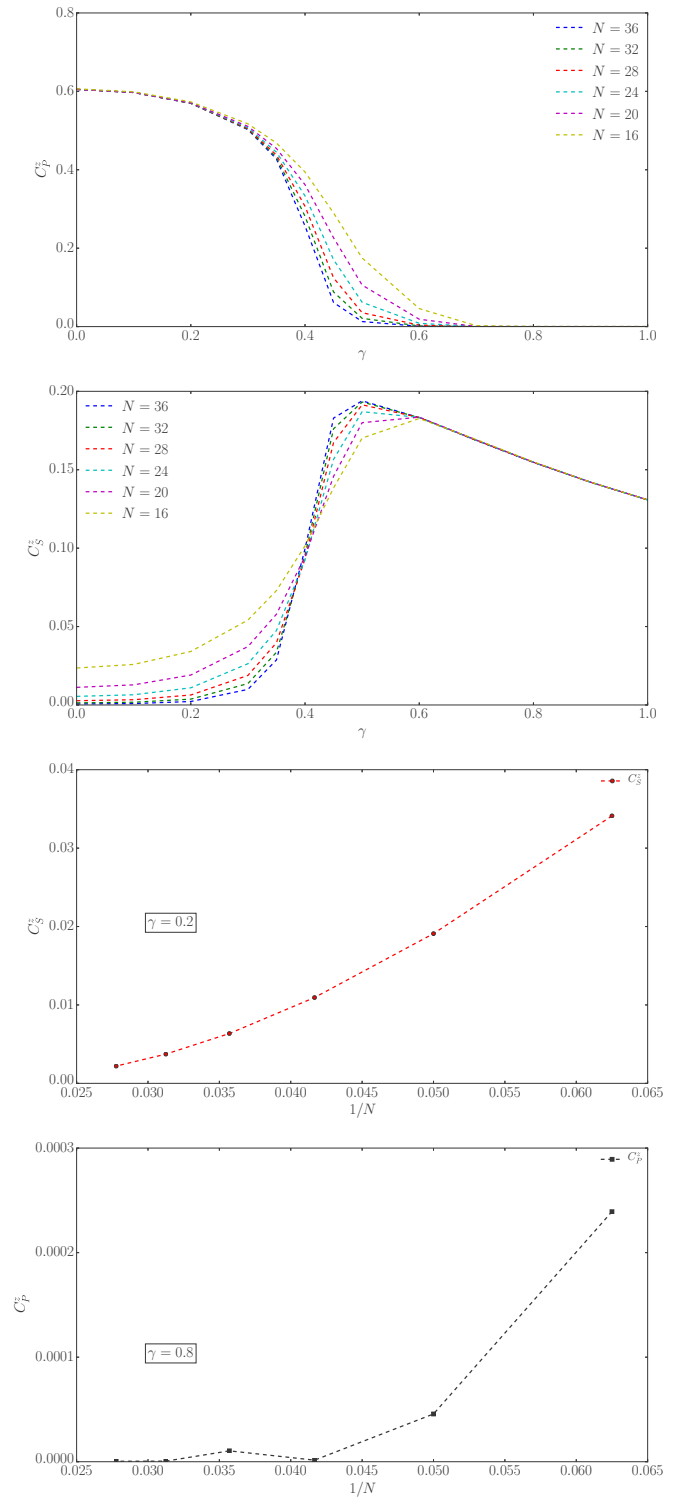 0.8
0.6
0.4
0.2
0.0
C_P^z
N = 36
N = 32
N = 28
N = 24
N = 20
N = 16
0.0 0.2 0.4 0.6 0.8 1.0
γ
0.20
0.15
0.10
0.05
0.00
C_S^z
N = 36
N = 32
N = 28
N = 24
N = 20
N = 16
0.0 0.2 0.4 0.6 0.8 1.0
γ
0.04
0.03
0.02
0.01
0.00
C_S^z
C_S^z
γ = 0.2
0.025 0.030 0.035 0.040 0.045 0.050 0.055 0.060 0.065
1/N
0.0003
0.0002
0.0001
0.0000
C_P^z
C_P^z
γ = 0.8
0.025 0.030 0.035 0.040 0.045 0.050 0.055 0.060 0.065
1/N